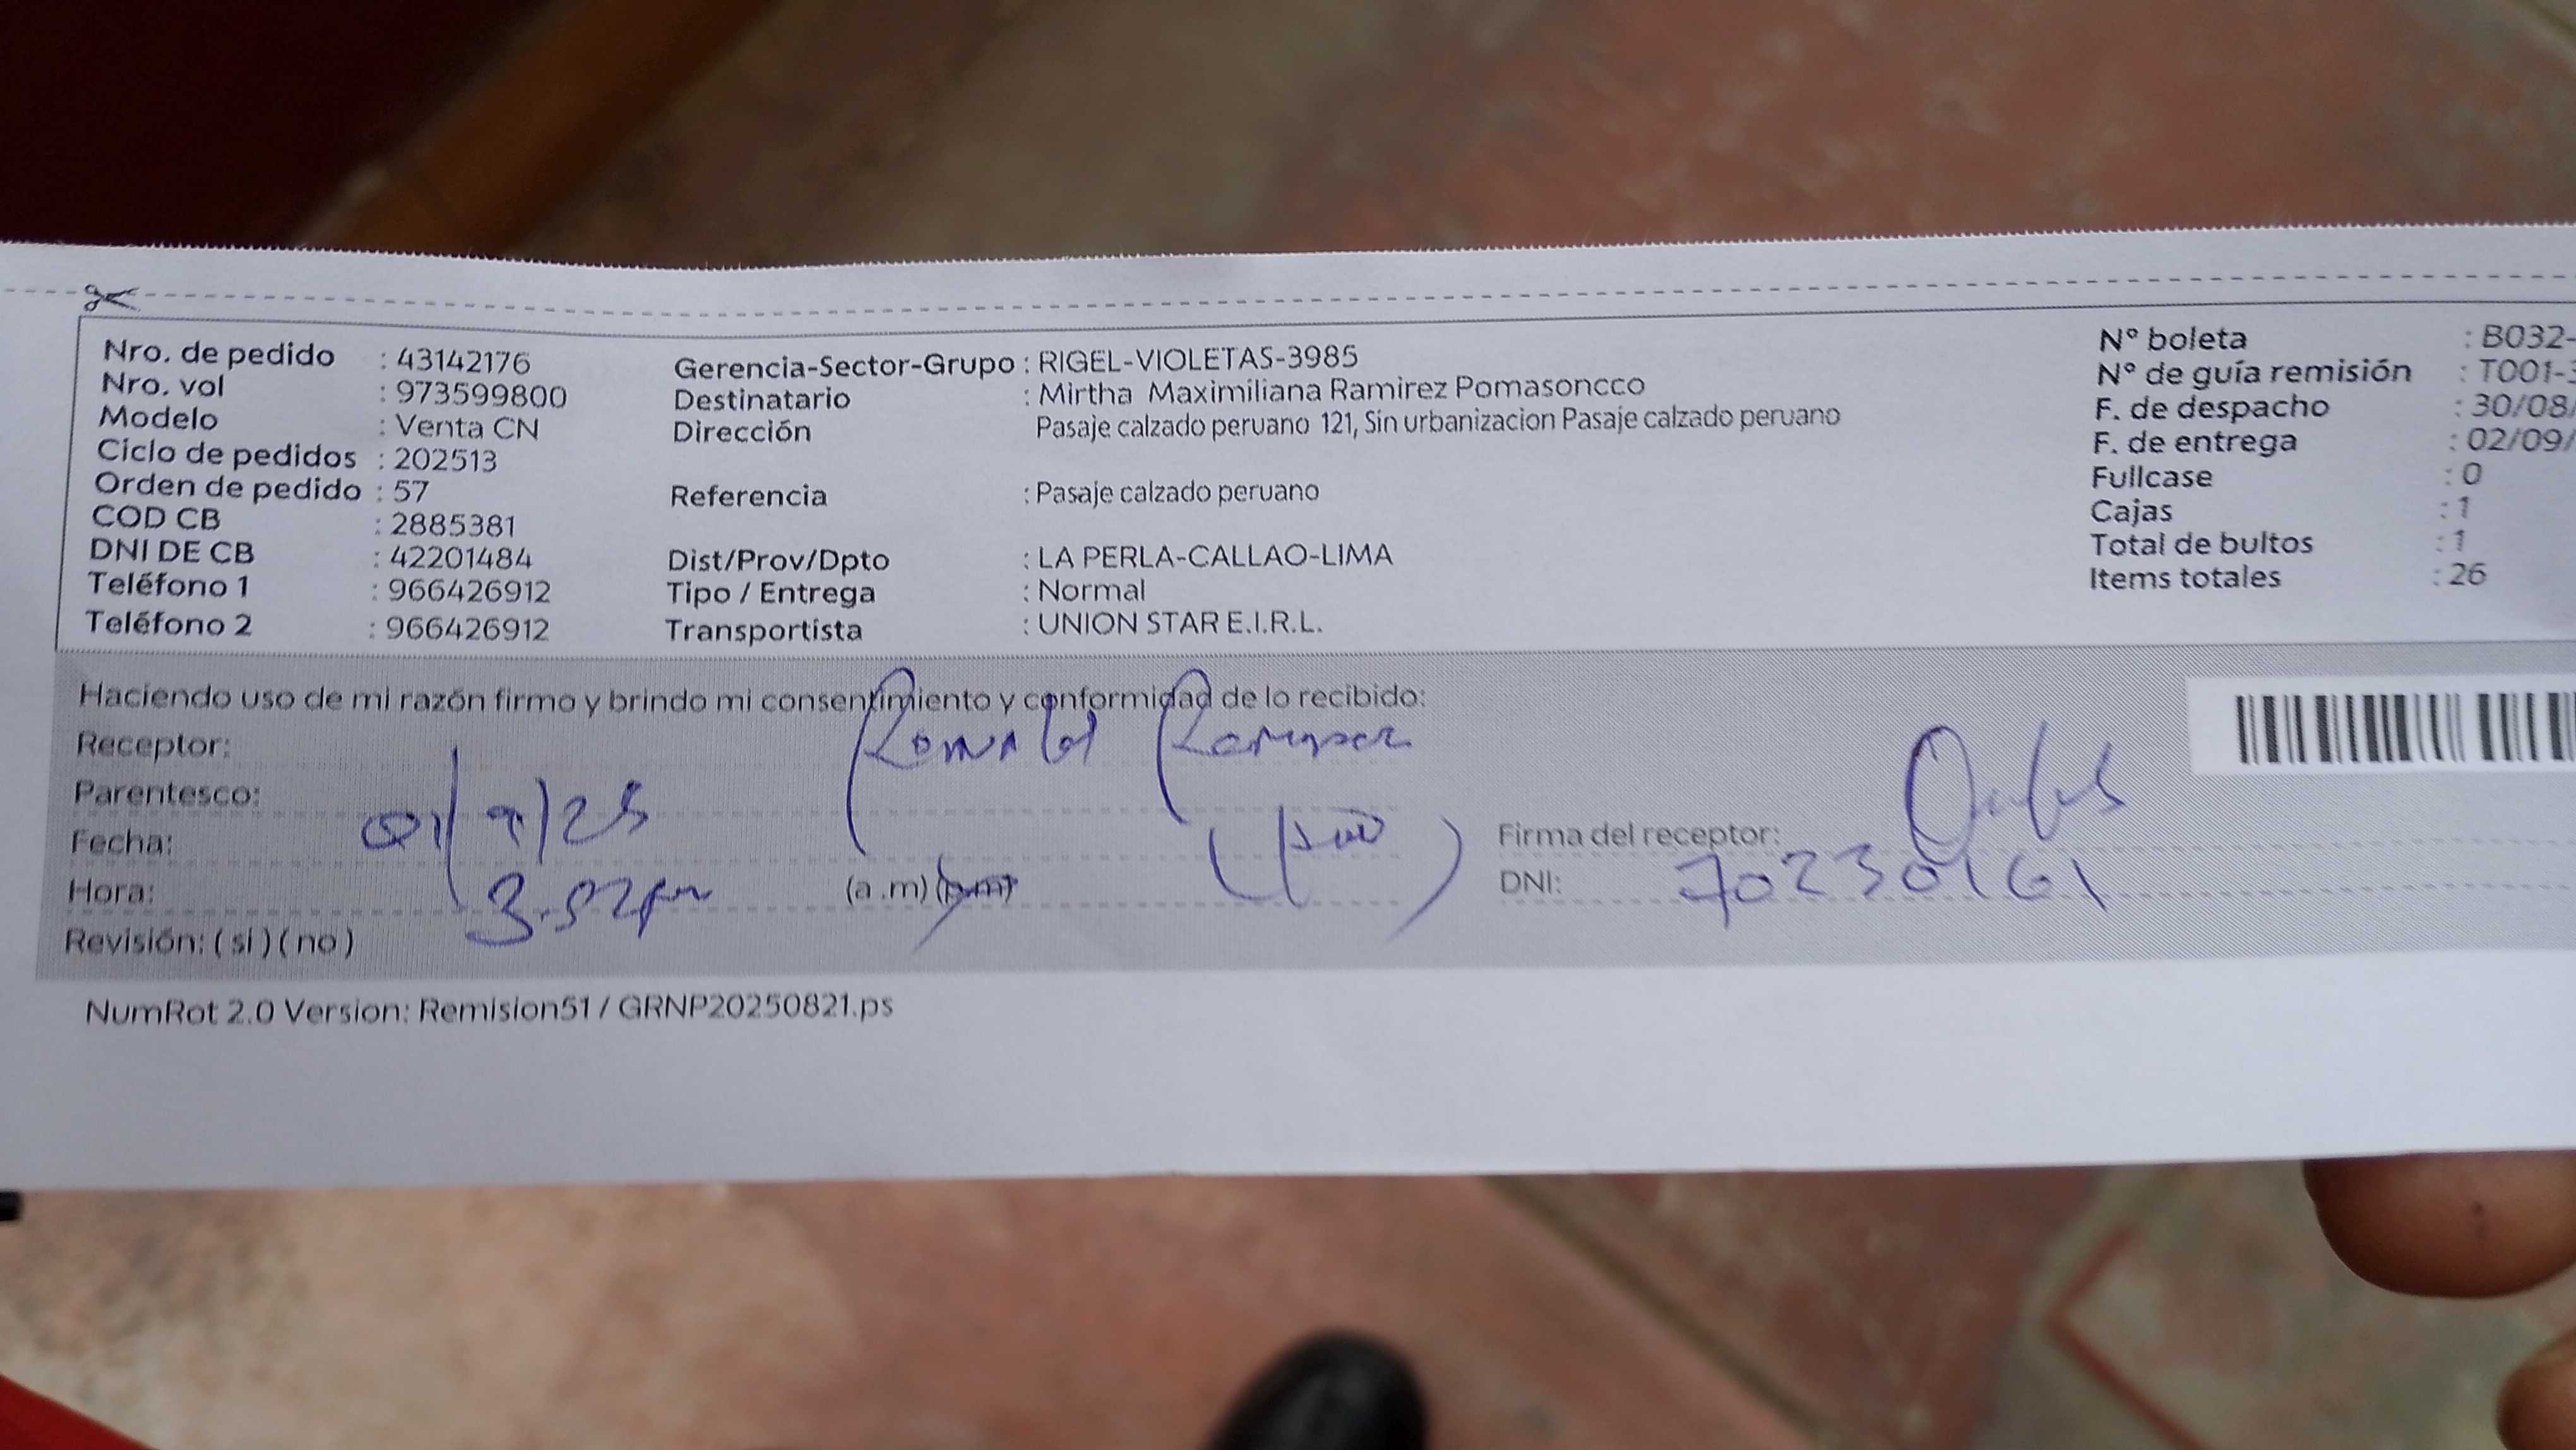 Nro. de pedido : 43142176
Nro. vol : 973599800
Modelo : Venta CN
Ciclo de pedidos : 202513
Orden de pedido : 57
COD CB : 2885381
DNI DE CB : 42201484
Teléfono 1 : 966426912
Teléfono 2 : 966426912
Gerencia-Sector-Grupo : RIGEL-VIOLETAS-3985
Destinatario : Mirtha Maximiliana Ramirez Pomasoncco
Dirección Pasaje calzado peruano 121, Sin urbanizacion Pasaje calzado peruano
Referencia : Pasaje calzado peruano
Dist/Prov/Dpto : LA PERLA-CALLAO-LIMA
Tipo / Entrega : Normal
Transportista : UNION STAR E.I.R.L.
N° boleta : B032-
N° de guía remisión : T001-3
F. de despacho : 30/08/
F. de entrega : 02/09/
Fullcase : 0
Cajas : 1
Total de bultos : 1
Items totales : 26
Haciendo uso de mi razón firmo y brindo mi consentimiento y conformidad de lo recibido:
Receptor: Ronald Ramirez
Parentesco:
Fecha: 01/9/25
Hora: 3.52pm (a.m) (p.m)
Revisión: ( si ) ( no )
Firma del receptor:
DNI: 70230161
NumRot 2.0 Version: Remision51 / GRNP20250821.ps